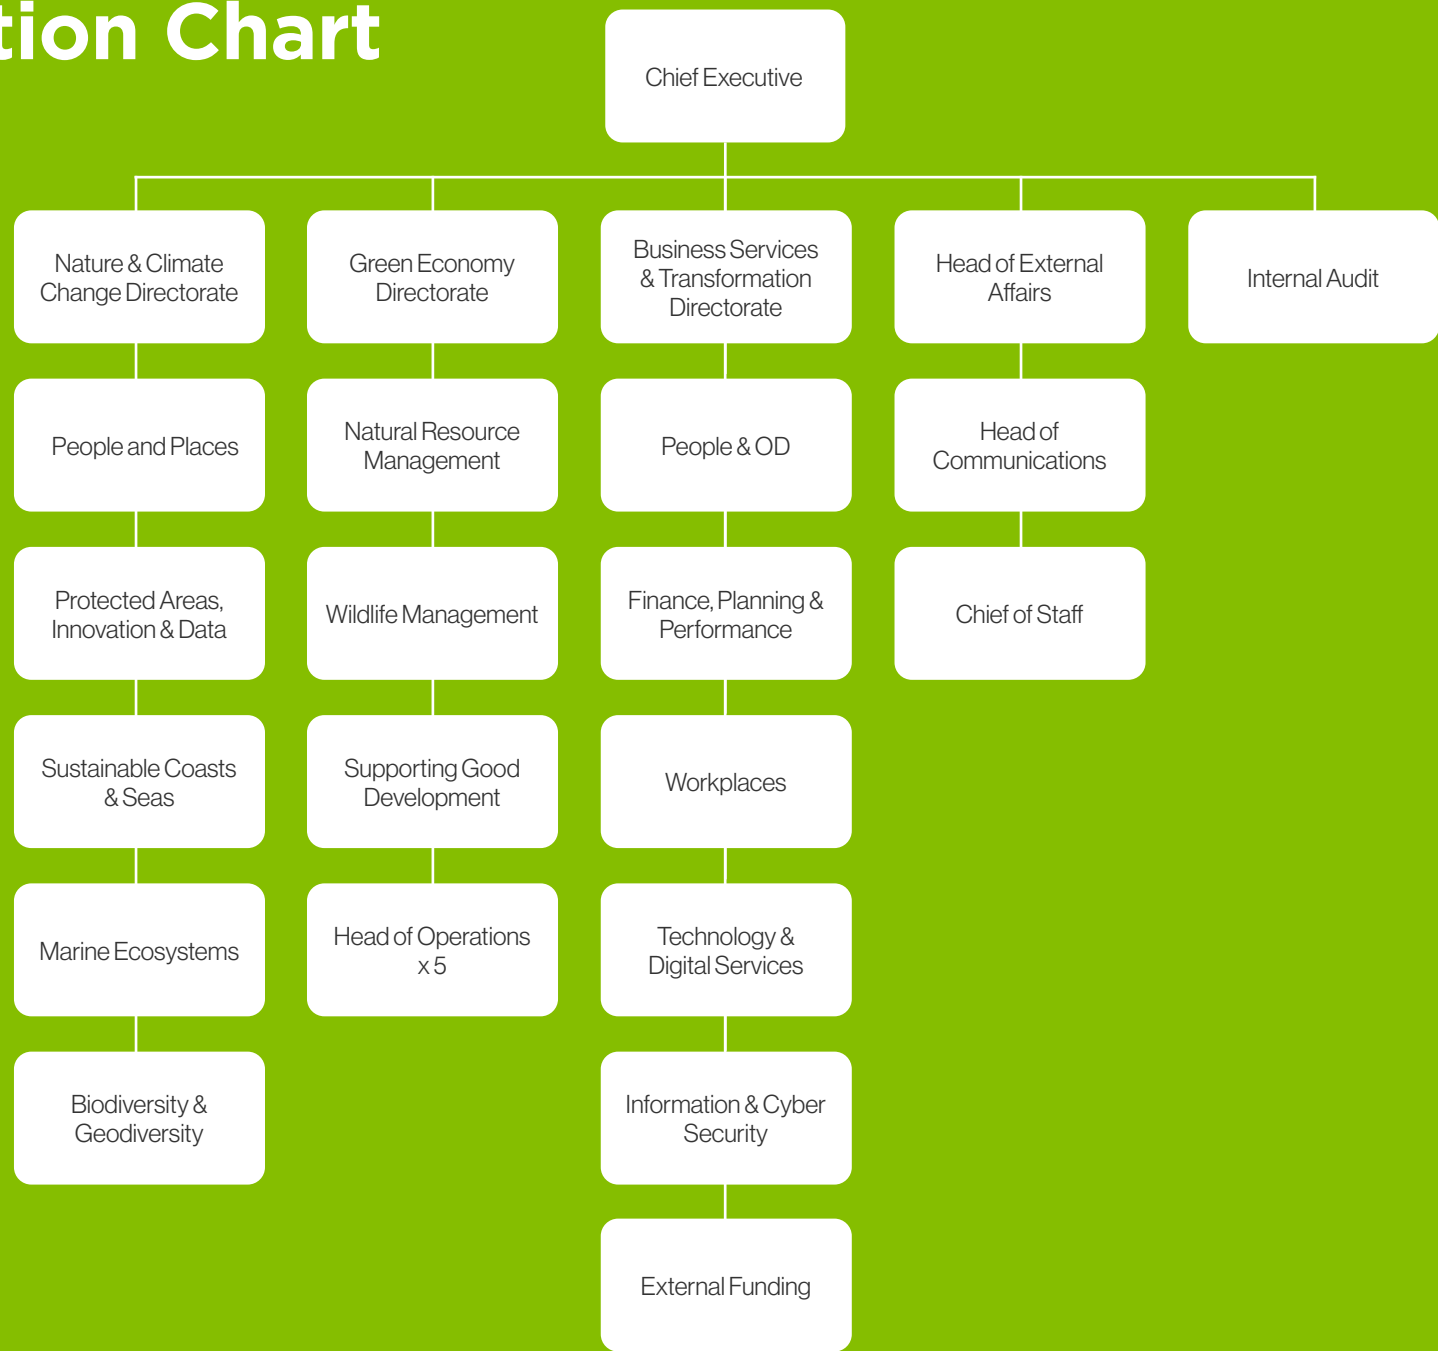 tion Chart
Chief Executive
Nature & Climate
Change Directorate
Green Economy
Directorate
Business Services
& Transformation
Directorate
Head of External
Affairs
Internal Audit
People and Places
Natural Resource
Management
People & OD
Head of
Communications
Protected Areas,
Innovation & Data
Wildlife Management
Finance, Planning &
Performance
Chief of Staff
Sustainable Coasts
& Seas
Supporting Good
Development
Workplaces
Marine Ecosystems
Head of Operations
x 5
Technology &
Digital Services
Biodiversity &
Geodiversity
Information & Cyber
Security
External Funding